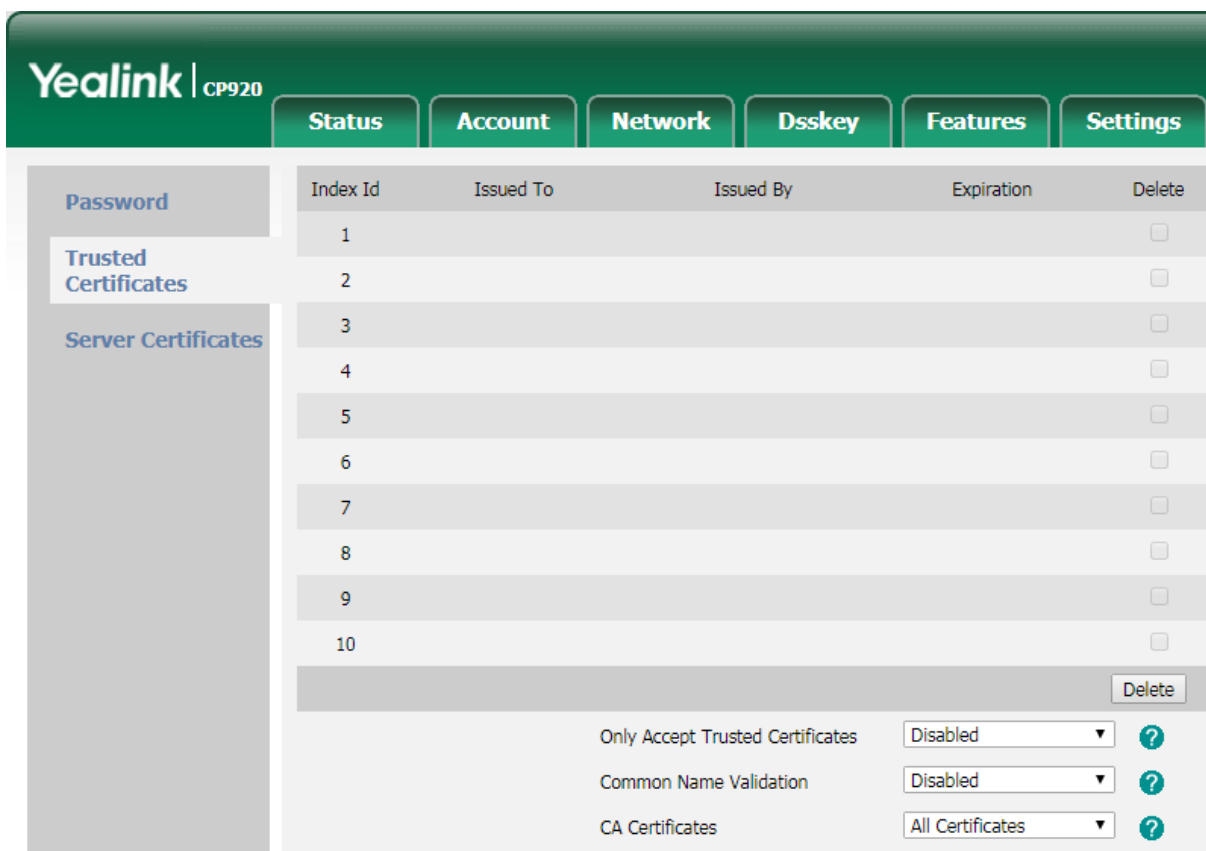 Yealink | CP920
Status Account Network Dsskey Features Settings
Password
Trusted
Certificates
Server Certificates
Index Id Issued To Issued By Expiration Delete
1
2
3
4
5
6
7
8
9
10
Delete
Only Accept Trusted Certificates Disabled ?
Common Name Validation Disabled ?
CA Certificates All Certificates ?